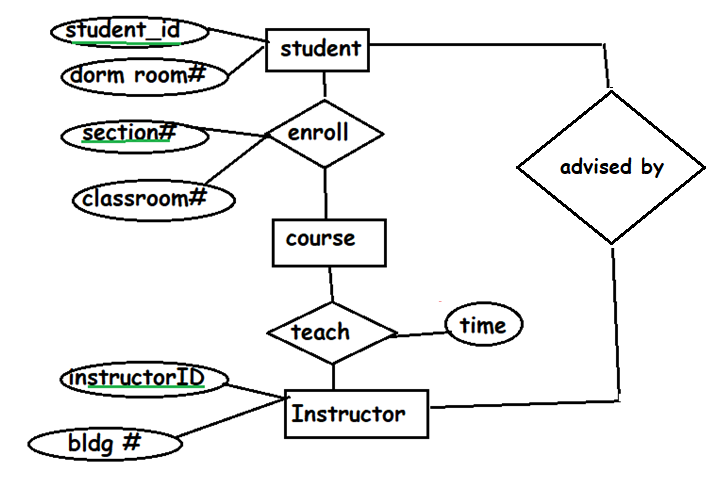 student_id
student
dorm room#
section#
enroll
advised by
classroom#
course
teach
time
instructorID
Instructor
bldg #